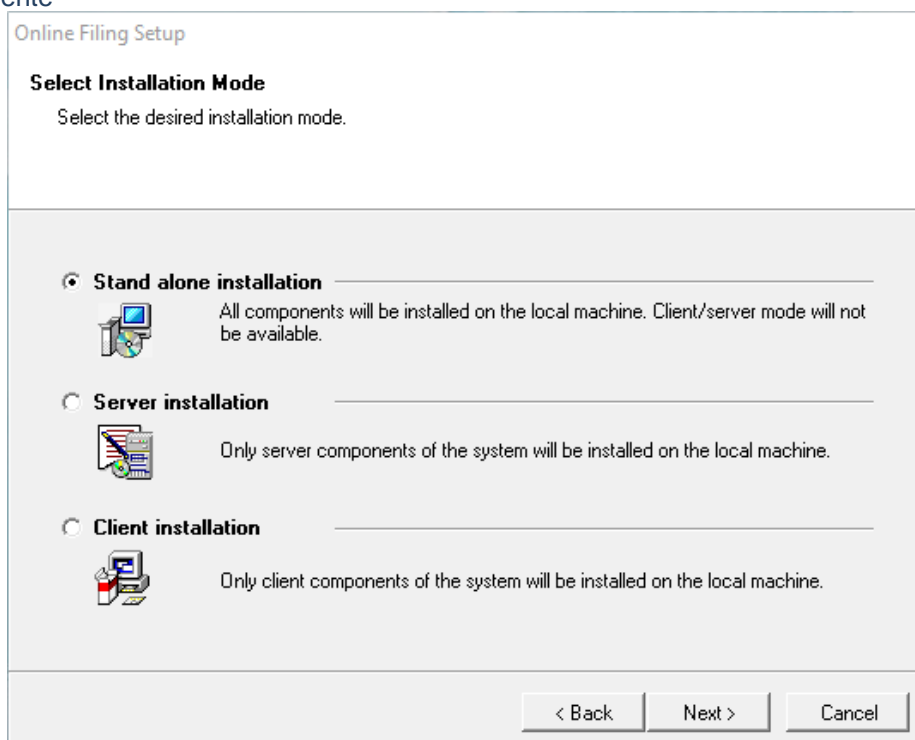 Online Filing Setup
Select Installation Mode
Select the desired installation mode.
Stand alone installation
All components will be installed on the local machine. Client/server mode will not
be available.
Server installation
Only server components of the system will be installed on the local machine.
Client installation
Only client components of the system will be installed on the local machine.
< Back
Next >
Cancel